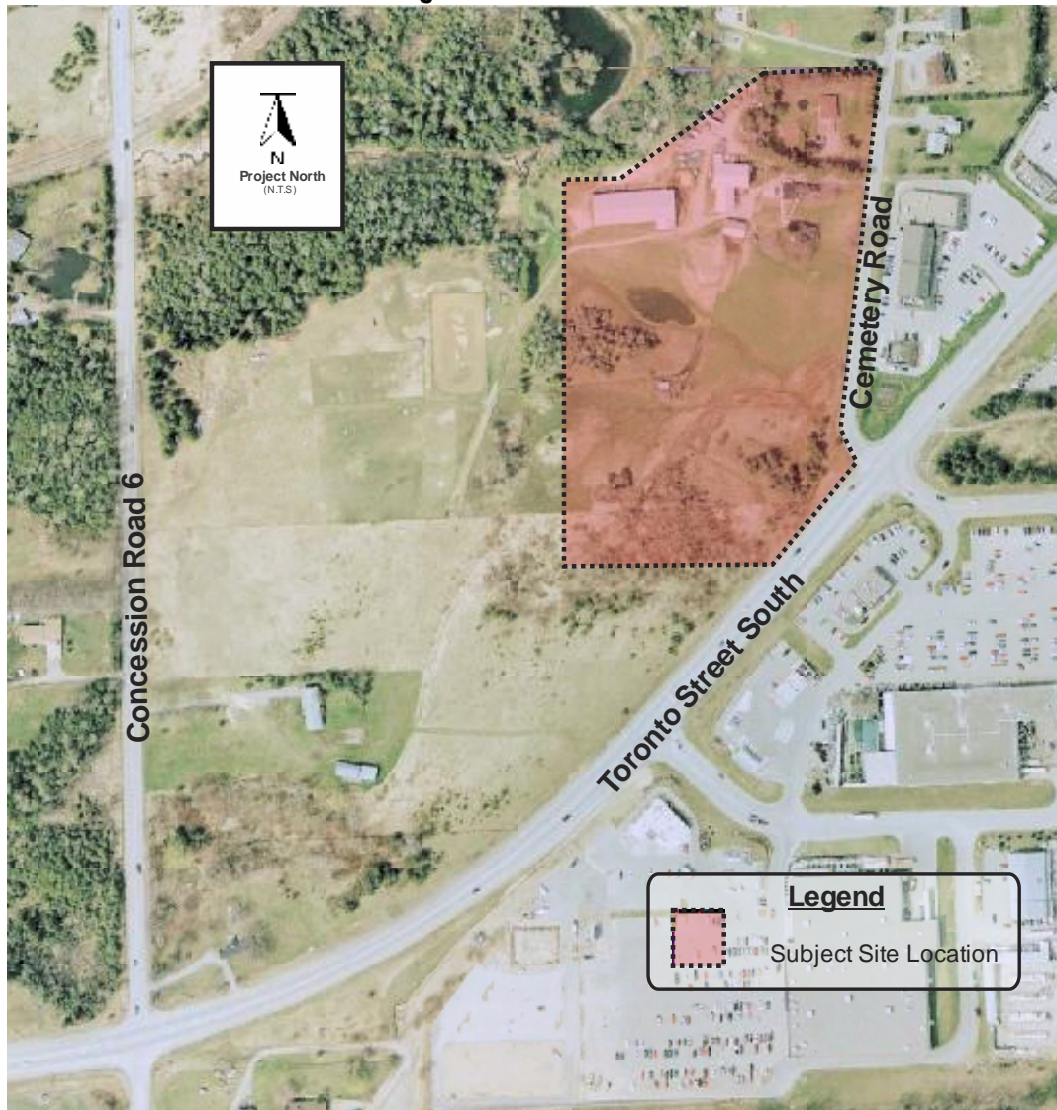 N
Project North
(N.T.S)
Cemetery Road
Concession Road 6
Toronto Street South
Legend
Subject Site Location